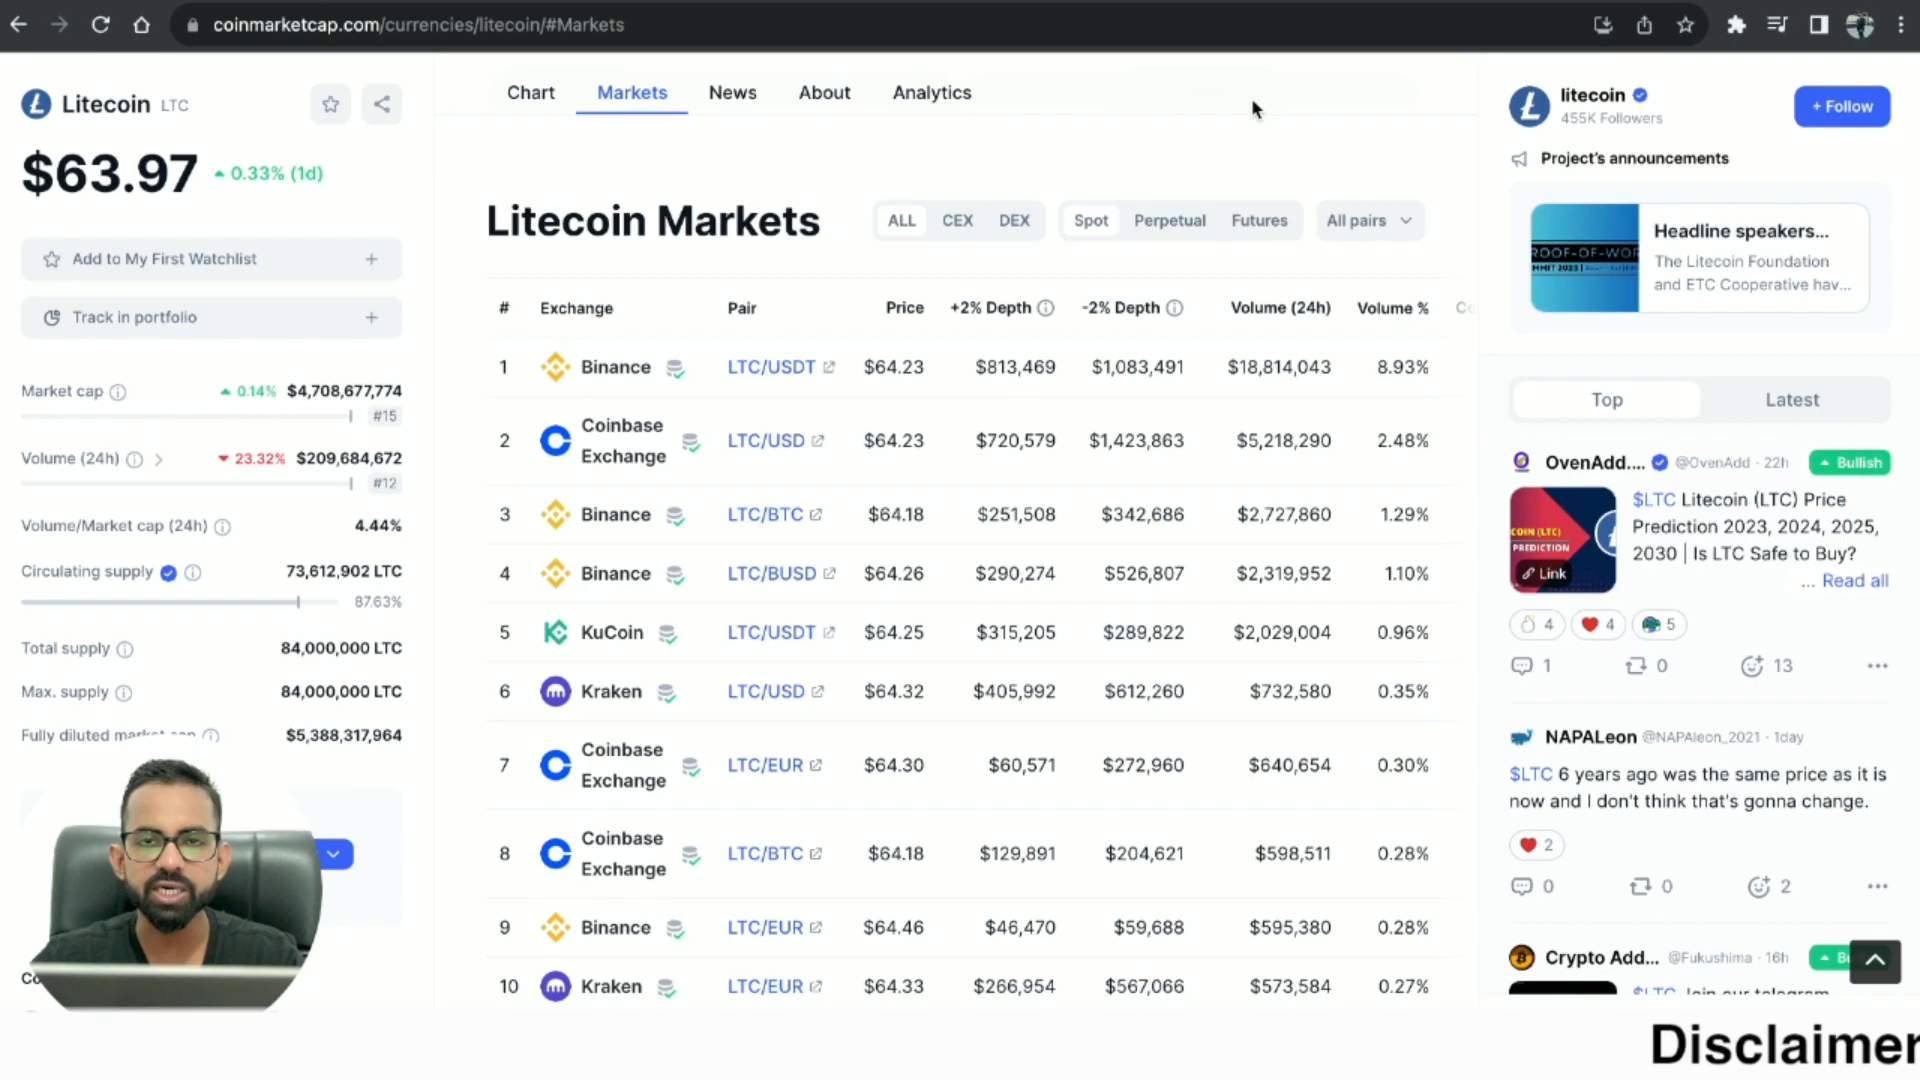 coinmarketcap.com/currencies/litecoin/#Markets
Litecoin LTC
$63.97 0.33% (1d)
Add to My First Watchlist +
Track in portfolio +
Market cap 0.14% $4,708,677,774
#15
Volume (24h) 23.32% $209,684,672
#12
Volume/Market cap (24h) 4.44%
Circulating supply 73,612,902 LTC
87.63%
Total supply 84,000,000 LTC
Max. supply 84,000,000 LTC
Fully diluted market cap $5,388,317,964
Chart Markets News About Analytics
Litecoin Markets ALL CEX DEX Spot Perpetual Futures All pairs
# Exchange Pair Price +2% Depth -2% Depth Volume (24h) Volume %
1 Binance LTC/USDT $64.23 $813,469 $1,083,491 $18,814,043 8.93%
2 Coinbase Exchange LTC/USD $64.23 $720,579 $1,423,863 $5,218,290 2.48%
3 Binance LTC/BTC $64.18 $251,508 $342,686 $2,727,860 1.29%
4 Binance LTC/BUSD $64.26 $290,274 $526,807 $2,319,952 1.10%
5 KuCoin LTC/USDT $64.25 $315,205 $289,822 $2,029,004 0.96%
6 Kraken LTC/USD $64.32 $405,992 $612,260 $732,580 0.35%
7 Coinbase Exchange LTC/EUR $64.30 $60,571 $272,960 $640,654 0.30%
8 Coinbase Exchange LTC/BTC $64.18 $129,891 $204,621 $598,511 0.28%
9 Binance LTC/EUR $64.46 $46,470 $59,688 $595,380 0.28%
10 Kraken LTC/EUR $64.33 $266,954 $567,066 $573,584 0.27%
litecoin
455K Followers
+ Follow
Project's announcements
Headline speakers...
The Litecoin Foundation
and ETC Cooperative hav...
Top Latest
OvenAdd.... @OvenAdd · 22h Bullish
$LTC Litecoin (LTC) Price
Prediction 2023, 2024, 2025,
2030 | Is LTC Safe to Buy?
... Read all
COIN (LTC)
PREDICTION
Link
4 4 5
1 0 13
NAPALeon @NAPAleon_2021 · 1day
$LTC 6 years ago was the same price as it is
now and I don't think that's gonna change.
2
0 0 2
Crypto Add... @Fukushima · 16h
$LTC Join our telegram
Disclaimer